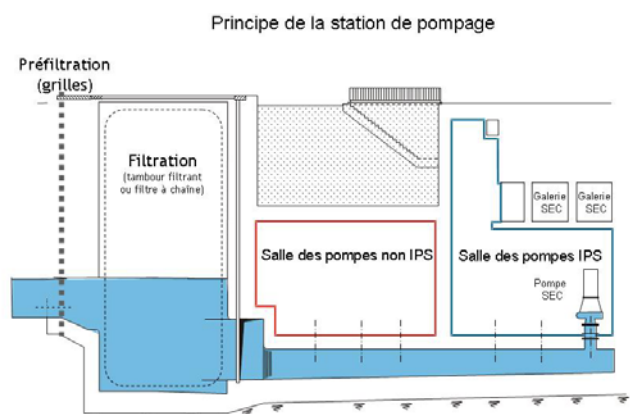 Principe de la station de pompage
Préfiltration
(grilles)
Filtration
(tambour filtrant
ou filtre à chaîne)
Galerie
SEC
Galerie
SEC
Salle des pompes non IPS
Salle des pompes IPS
Pompe
SEC